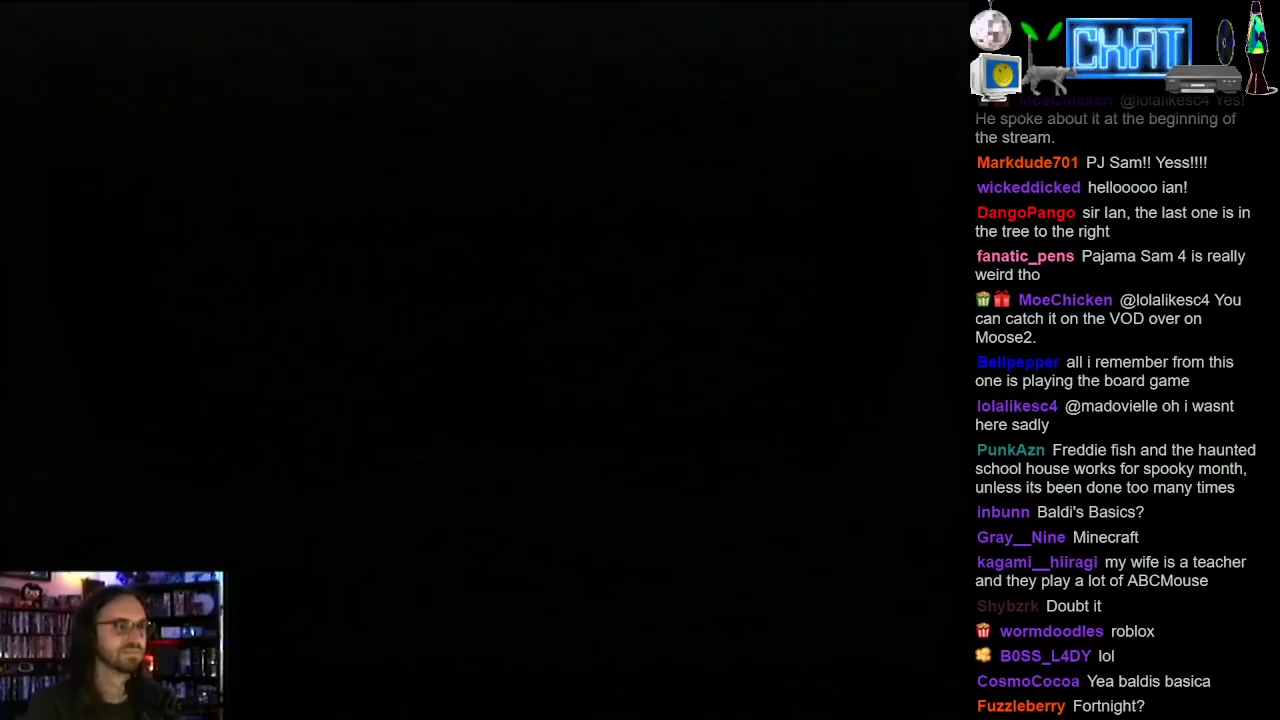 CHAT
MoeChicken @lolalikesc4 Yes!
He spoke about it at the beginning of
the stream.
Markdude701 PJ Sam!! Yess!!!!
wickeddicked hellooooo ian!
DangoPango sir Ian, the last one is in
the tree to the right
fanatic_pens Pajama Sam 4 is really
weird tho
MoeChicken @lolalikesc4 You
can catch it on the VOD over on
Moose2.
Bellpepper all i remember from this
one is playing the board game
lolalikesc4 @madovielle oh i wasnt
here sadly
PunkAzn Freddie fish and the haunted
school house works for spooky month,
unless its been done too many times
inbunn Baldi's Basics?
Gray__Nine Minecraft
kagami__hiiragi my wife is a teacher
and they play a lot of ABCMouse
Shybzrk Doubt it
wormdoodles roblox
B0SS_L4DY lol
CosmoCocoa Yea baldis basica
Fuzzleberry Fortnight?